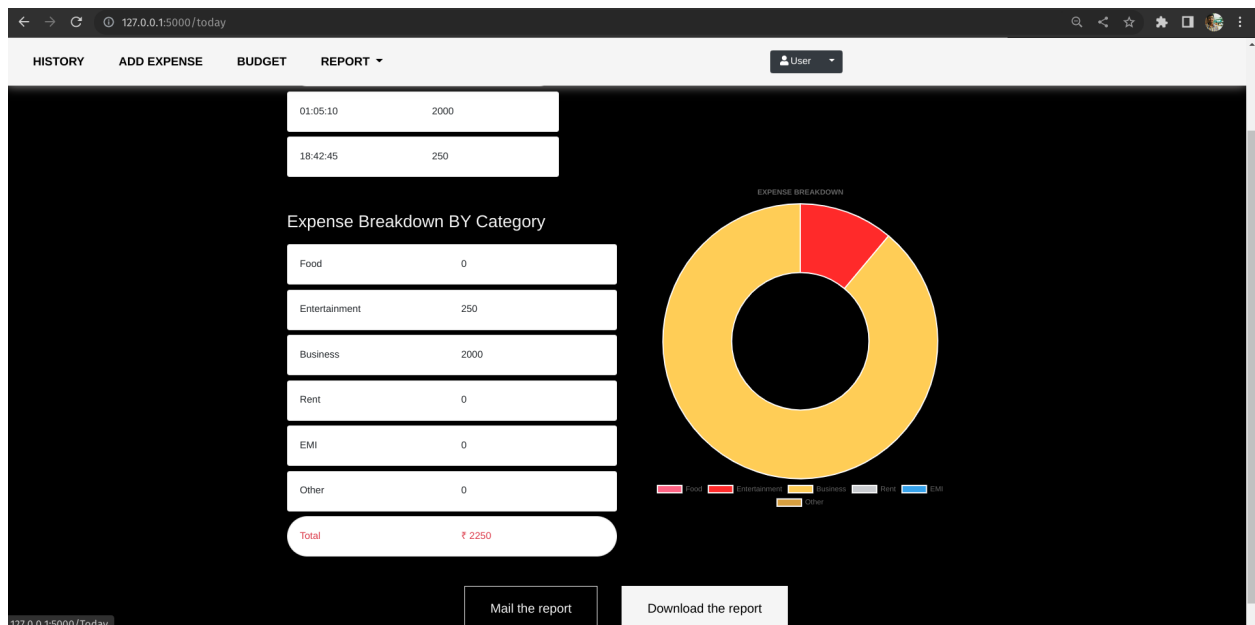 127.0.0.1:5000/today
HISTORY ADD EXPENSE BUDGET REPORT User
01:05:10 2000
18:42:45 250
Expense Breakdown BY Category
Food 0
Entertainment 250
Business 2000
Rent 0
EMI 0
Other 0
Total ₹ 2250
EXPENSE BREAKDOWN
Food Entertainment Business Rent EMI
Other
Mail the report Download the report
127.0.0.1:5000/Today